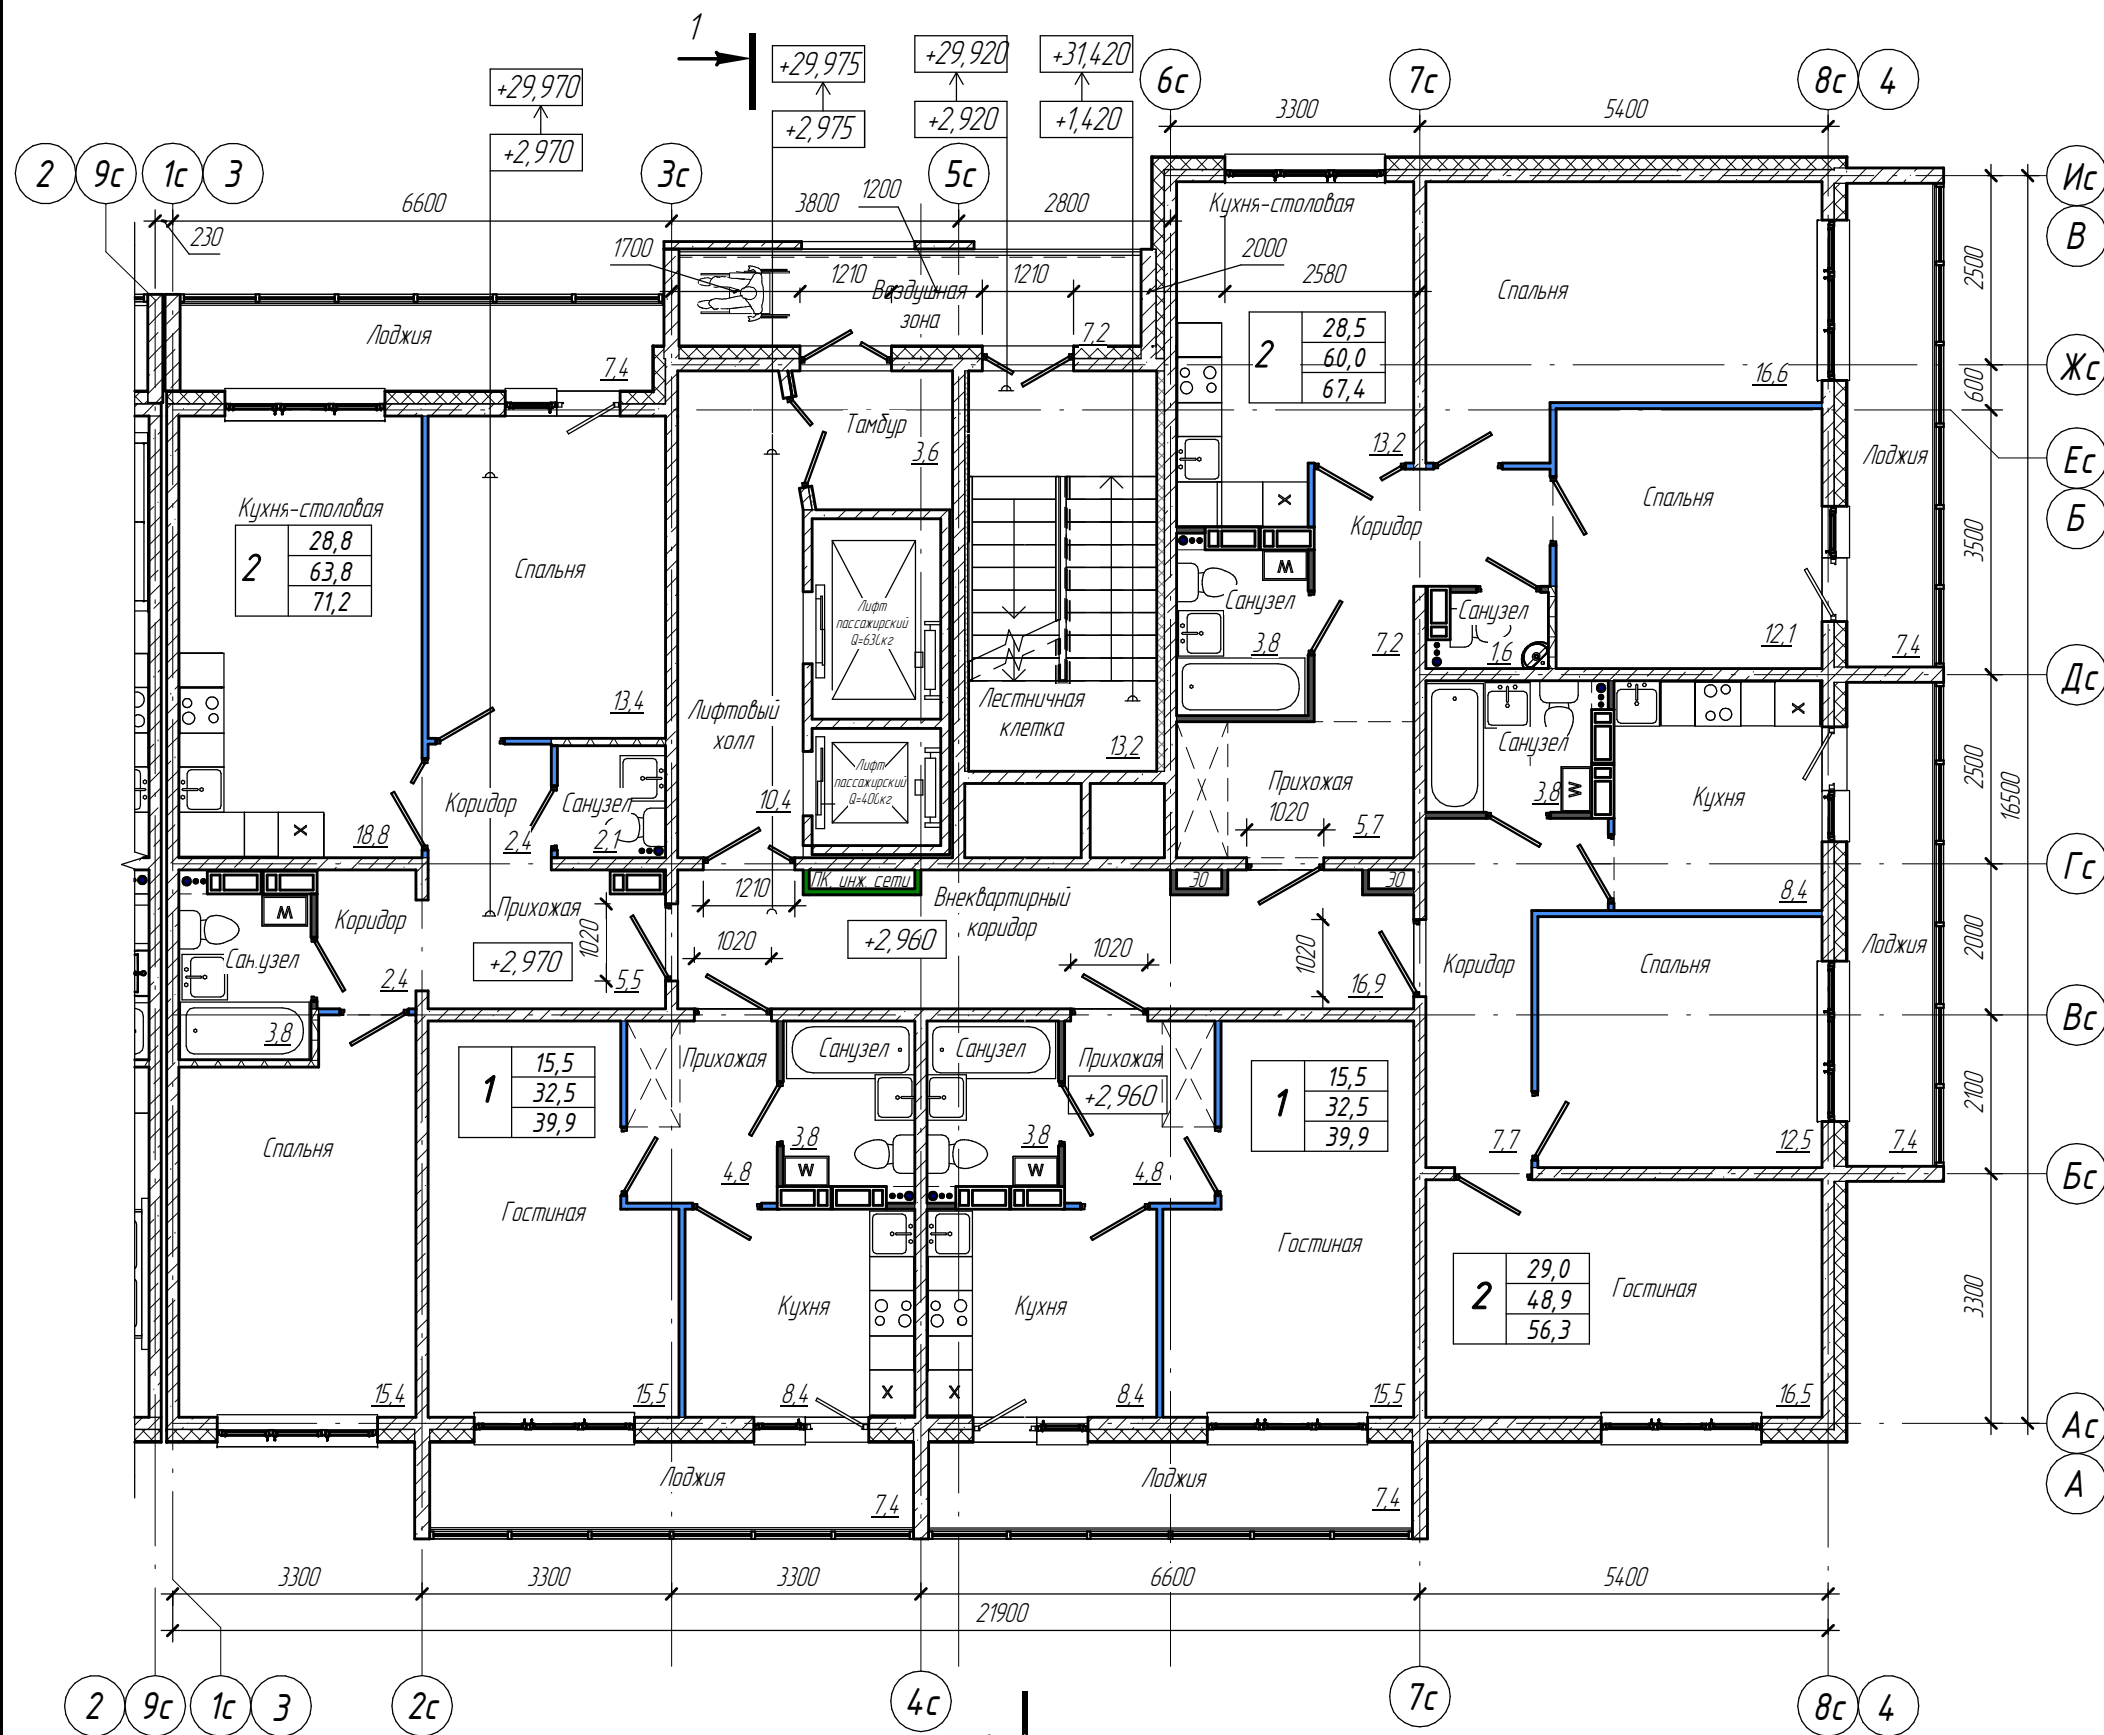 1
+29,970
+2,970
+29,975
+2,975
+29,920
+2,920
+31,420
+1,420
6с
7с
8с
4
3300
5400
2
9с
1с
3
3с
5с
6600
3800
1200
2800
230
1700
1210
1210
2000
2580
Воздушная
зона
7,2
Лоджия
7,4
Кухня-столовая
2
28,5
60,0
67,4
13,2
Спальня
16,6
Ис
В
2500
Жс
600
Ес
Б
Лоджия
7,4
Тамбур
3,6
Кухня-столовая
2
28,8
63,8
71,2
18,8
Спальня
13,4
Лифт
пассажирский
Q=630кг
Лифт
пассажирский
Q=400кг
Лифтовый
холл
10,4
Лестничная
клетка
13,2
X
Коридор
7,2
W
Санузел
3,8
Спальня
12,1
Санузел
1,6
3500
Дс
Прихожая
1020
5,7
Санузел
3,8
W
X
Кухня
8,4
2500
16500
Гс
Коридор
2,4
Санузел
2,1
X
ПК, инж. сети
ЭО
ЭО
1210
Внеквартирный
коридор
+2,960
1020
1020
1020
16,9
W
Коридор
2,4
Сан.узел
3,8
Прихожая
+2,970
1020
5,5
Коридор
7,7
Спальня
12,5
Лоджия
7,4
2000
Вс
2100
Бс
Спальня
15,4
1
15,5
32,5
39,9
Прихожая
4,8
Санузел
3,8
W
Санузел
3,8
W
Прихожая
+2,960
4,8
1
15,5
32,5
39,9
Гостиная
15,5
Кухня
8,4
X
Кухня
8,4
X
Гостиная
15,5
2
29,0
48,9
56,3
Гостиная
16,5
3300
Ас
А
Лоджия
7,4
Лоджия
7,4
3300
3300
3300
6600
5400
21900
2
9с
1с
3
2с
4с
7с
8с
4